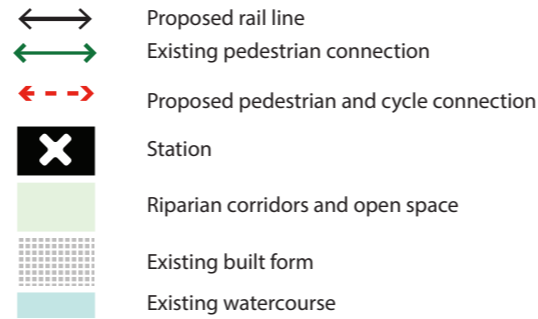 Proposed rail line
Existing pedestrian connection
Proposed pedestrian and cycle connection
Station
Riparian corridors and open space
Existing built form
Existing watercourse